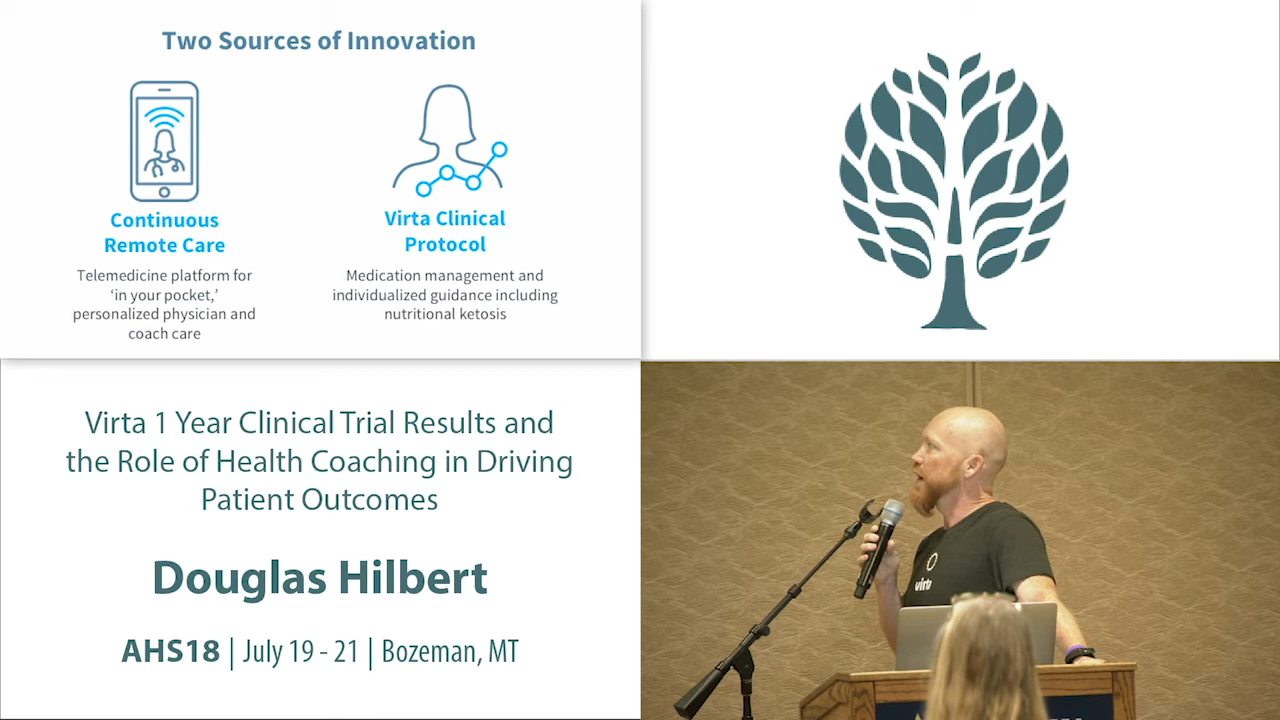 Two Sources of Innovation
Continuous
Remote Care
Telemedicine platform for
‘in your pocket,’
personalized physician and
coach care
Virta Clinical
Protocol
Medication management and
individualized guidance including
nutritional ketosis
Virta 1 Year Clinical Trial Results and
the Role of Health Coaching in Driving
Patient Outcomes
Douglas Hilbert
AHS18 | July 19 - 21 | Bozeman, MT
virta